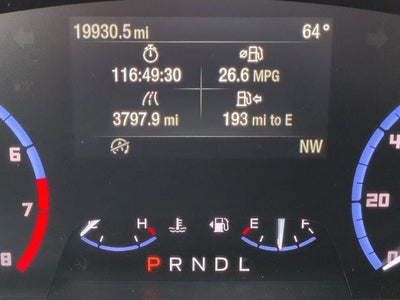 19930.5 mi 64°
116:49:30 26.6 MPG
3797.9 mi 193 mi to E
NW
6 4
7 20
8 0
C H E F
P R N D L